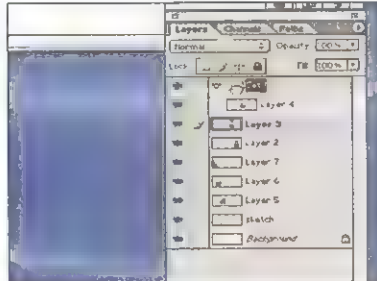 Layers Channels Paths
Normal Opacity: 100%
Lock: Fill: 100%
Layer 4
Layer 3
Layer 2
Layer 7
Layer 6
Layer 5
sketch
Background